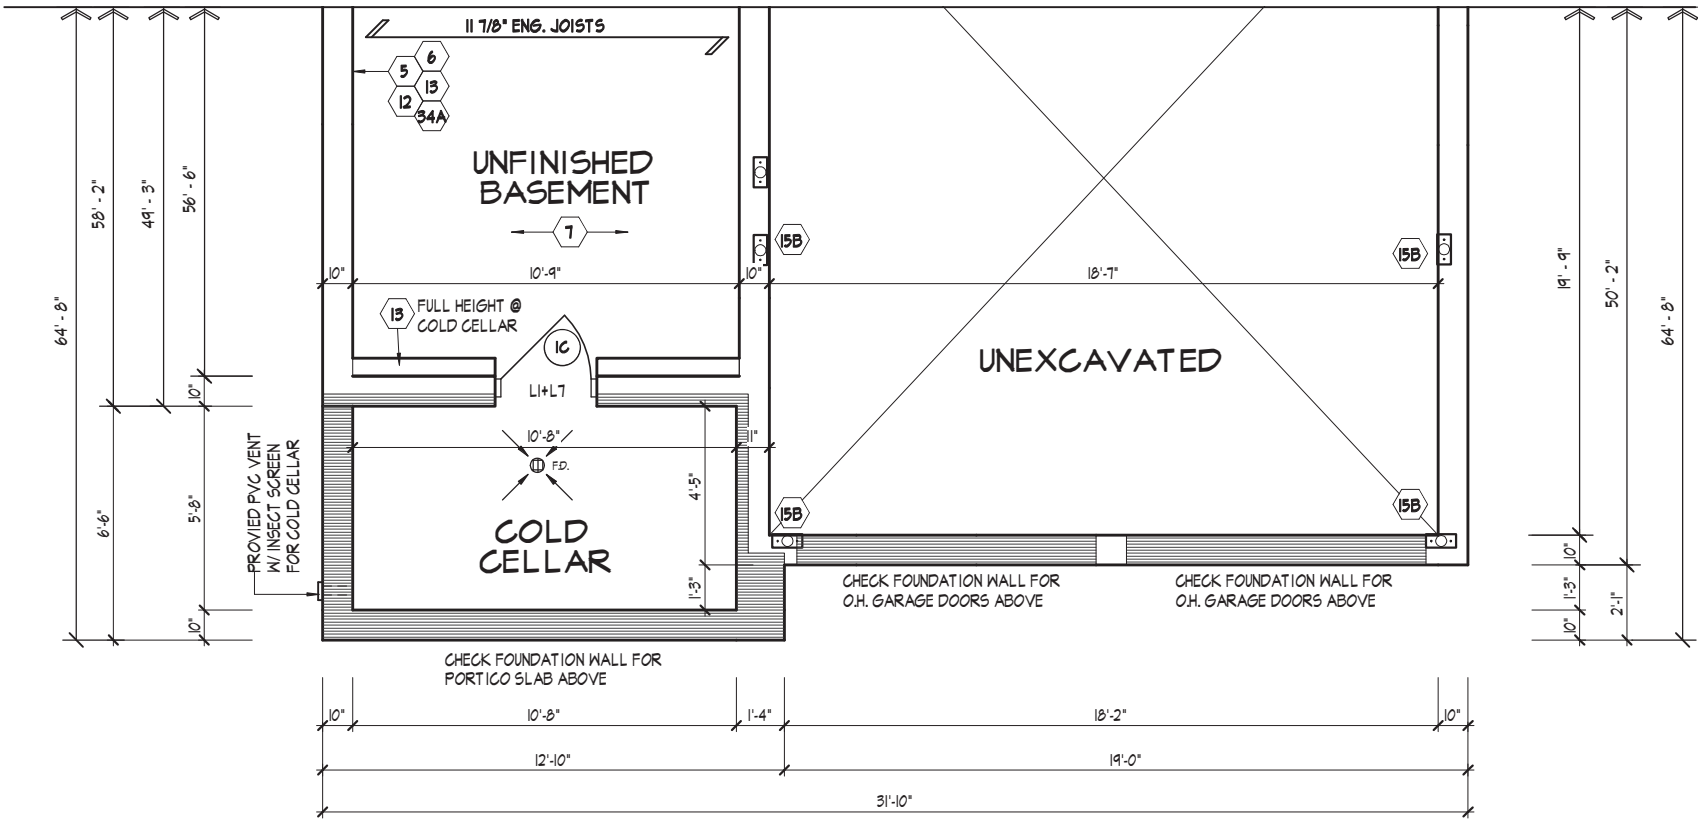 11 7/8" ENG. JOISTS
6
5
13
12
34A
UNFINISHED
BASEMENT
7
15B
15B
10"
10'-9"
10"
18'-7"
58' - 2"
49' - 3"
56' - 6"
64' - 8"
19' - 9"
50' - 2"
64' - 8"
13
FULL HEIGHT @
COLD CELLAR
1C
UNEXCAVATED
L1+L7
10"
10'-8"
11"
F.D.
4'-5"
PROVIED PVC VENT
W/ INSECT SCREEN
FOR COLD CELLAR
6'-6"
5'-8"
15B
15B
COLD
CELLAR
1'-3"
10"
CHECK FOUNDATION WALL FOR
O.H. GARAGE DOORS ABOVE
CHECK FOUNDATION WALL FOR
O.H. GARAGE DOORS ABOVE
10"
1'-3"
10"
2'-1"
CHECK FOUNDATION WALL FOR
PORTICO SLAB ABOVE
10"
10'-8"
1'-4"
18'-2"
10"
12'-10"
19'-0"
31'-10"